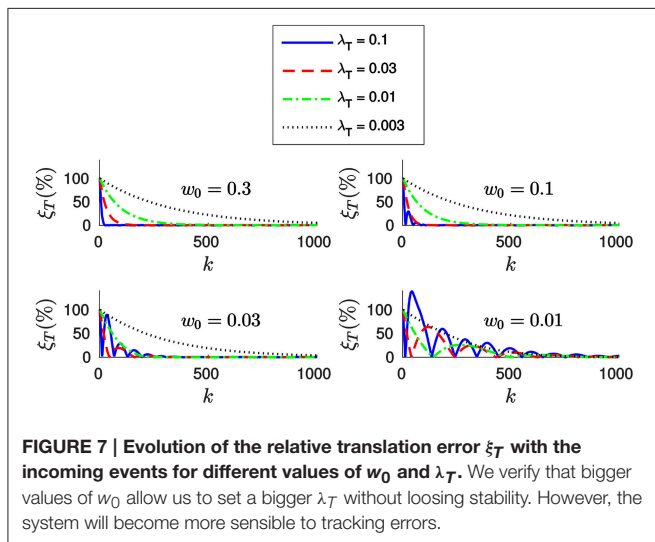 λT = 0.1
λT = 0.03
λT = 0.01
λT = 0.003
ξT(%)
100
50
0
w0 = 0.3
0
500
1000
k
ξT(%)
100
50
0
w0 = 0.1
0
500
1000
k
ξT(%)
100
50
0
w0 = 0.03
0
500
1000
k
ξT(%)
100
50
0
w0 = 0.01
0
500
1000
k
FIGURE 7 | Evolution of the relative translation error ξT with the
incoming events for different values of w0 and λT. We verify that bigger
values of w0 allow us to set a bigger λT without loosing stability. However, the
system will become more sensible to tracking errors.